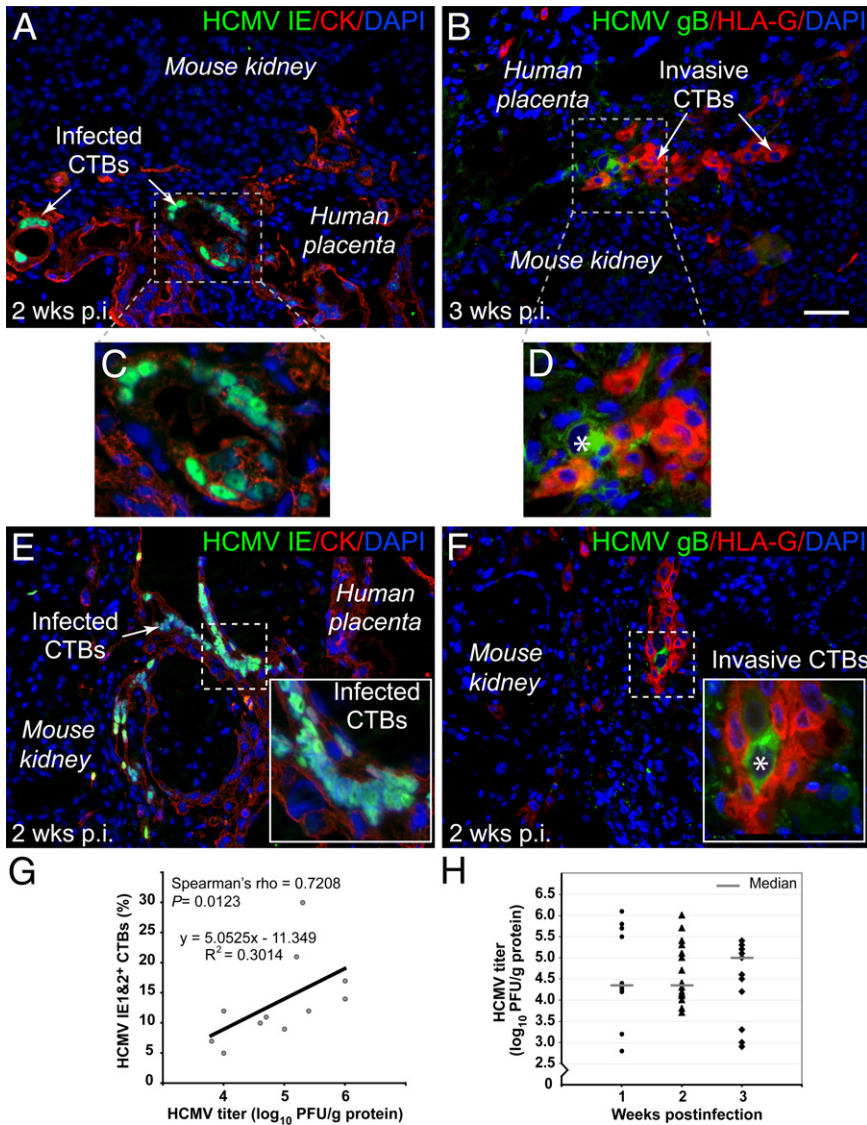 A
HCMV IE/CK/DAPI
Mouse kidney
Infected
CTBs
Human
placenta
2 wks p.i.
B
HCMV gB/HLA-G/DAPI
Human
placenta
Invasive
CTBs
Mouse kidney
3 wks p.i.
C
D
*
E
HCMV IE/CK/DAPI
Human
placenta
Infected
CTBs
Mouse
kidney
Infected
CTBs
2 wks p.i.
F
HCMV gB/HLA-G/DAPI
Mouse
kidney
Invasive CTBs
*
2 wks p.i.
G
Spearman's rho = 0.7208
P= 0.0123
y = 5.0525x - 11.349
R² = 0.3014
HCMV IE1&2⁺ CTBs (%)
30
25
20
15
10
5
0
4 5 6
HCMV titer (log₁₀ PFU/g protein)
H
Median
HCMV titer
(log₁₀ PFU/g protein)
6.5
6.0
5.5
5.0
4.5
4.0
3.5
3.0
2.5
0
1 2 3
Weeks postinfection